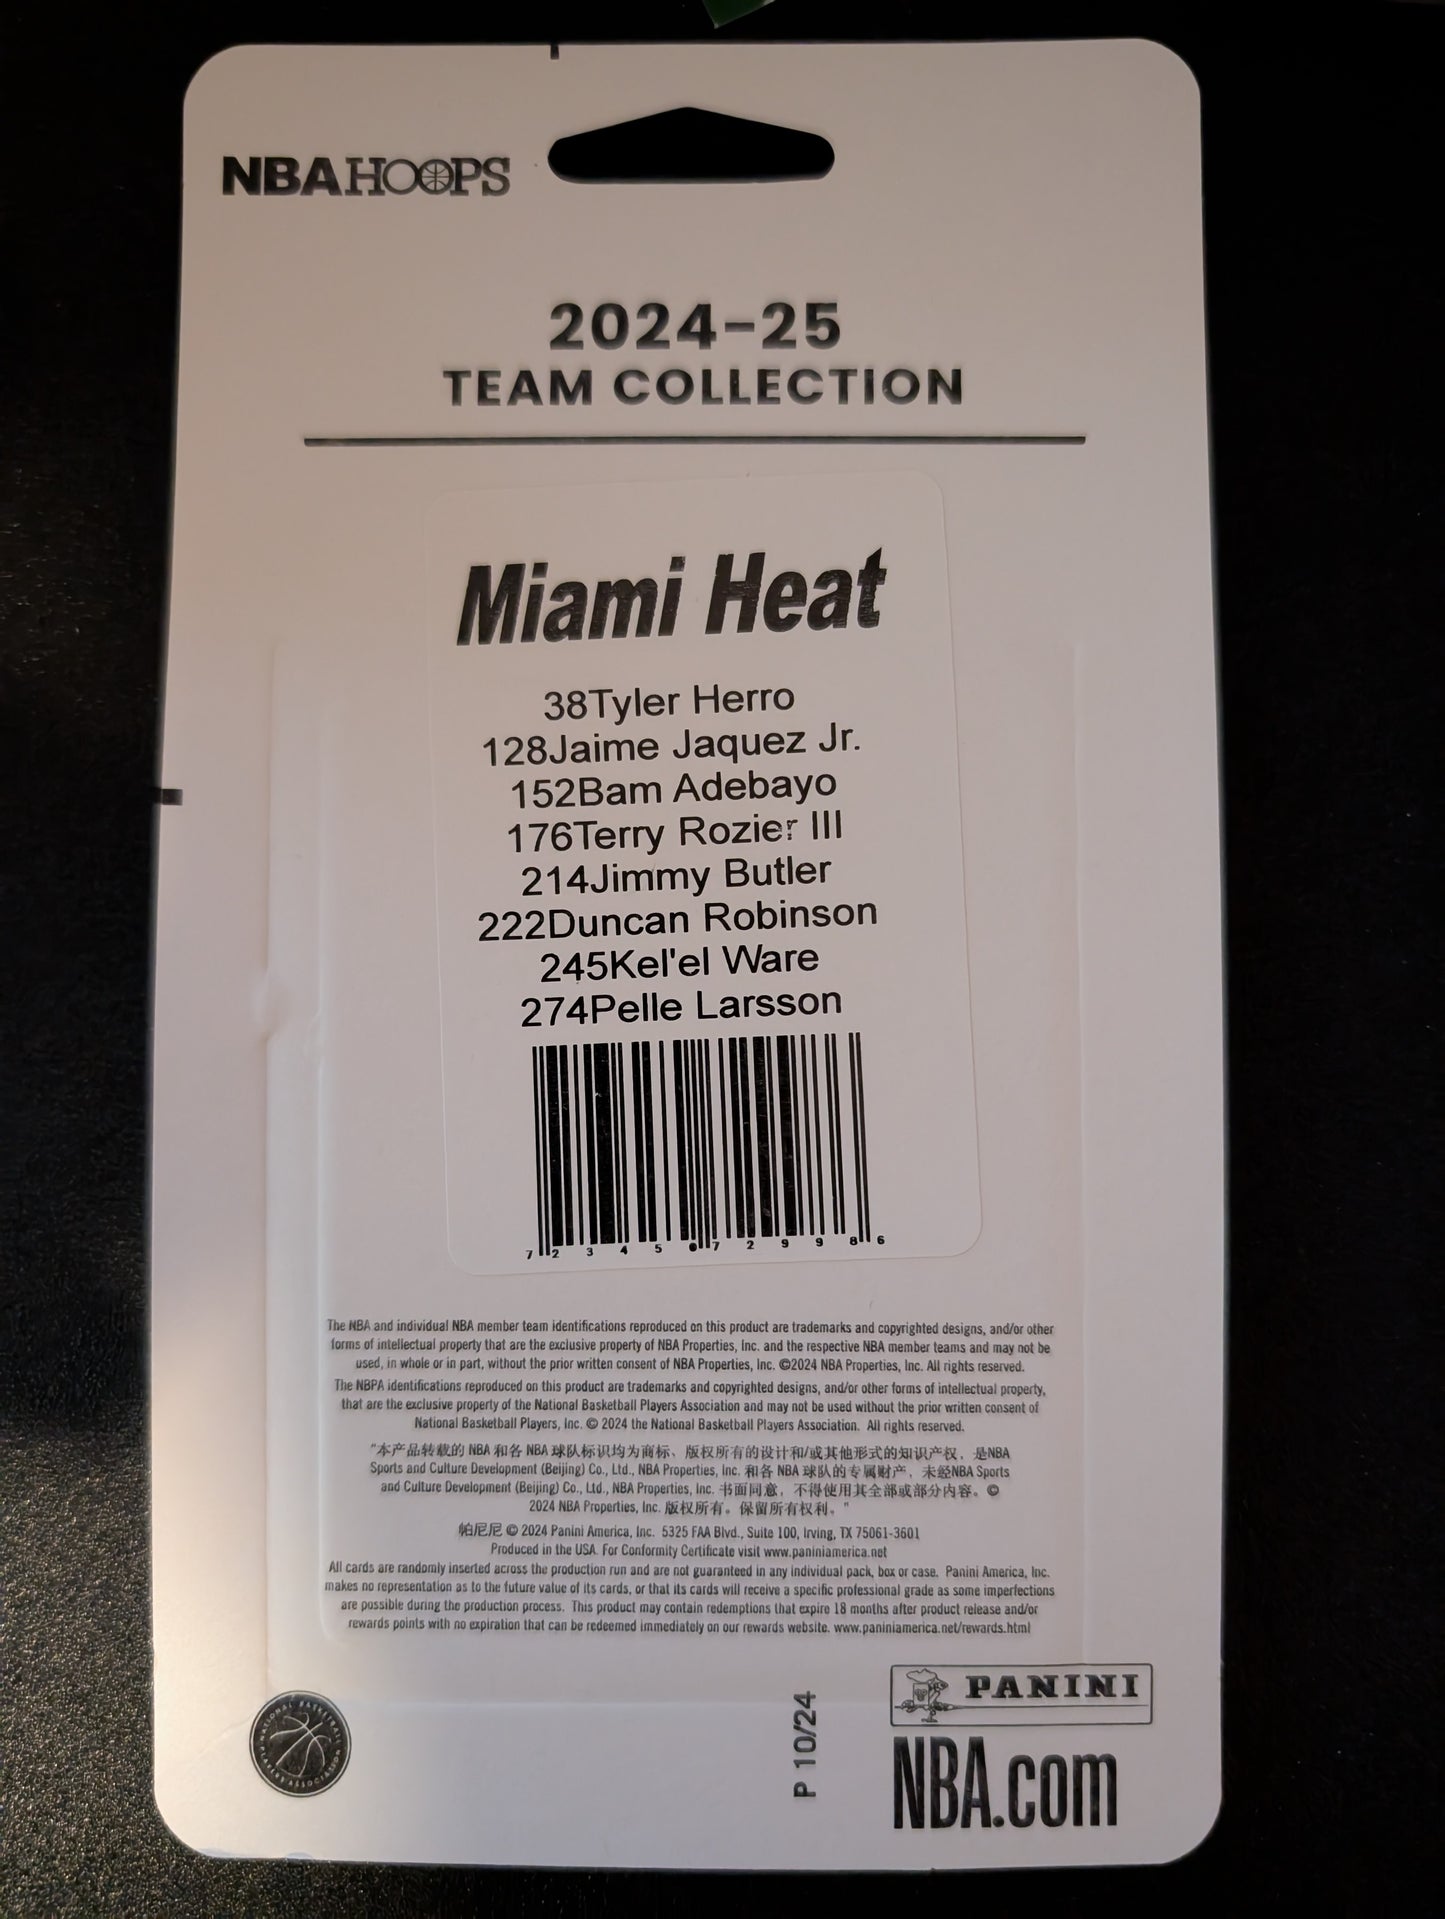 NBA HOOPS
2024-25
TEAM COLLECTION
Miami Heat
38Tyler Herro
128Jaime Jaquez Jr.
152Bam Adebayo
176Terry Rozier III
214Jimmy Butler
222Duncan Robinson
245Kel'el Ware
274Pelle Larsson
7 2 3 4 5 0 7 2 9 9 8 6
The NBA and individual NBA member team identifications reproduced on this product are trademarks and copyrighted designs, and/or other
forms of intellectual property that are the exclusive property of NBA Properties, Inc. and the respective NBA member teams and may not be
used, in whole or in part, without the prior written consent of NBA Properties, Inc. ©2024 NBA Properties, Inc. All rights reserved.
The NBPA identifications reproduced on this product are trademarks and copyrighted designs, and/or other forms of intellectual property,
that are the exclusive property of the National Basketball Players Association and may not be used without the prior written consent of
National Basketball Players, Inc. © 2024 the National Basketball Players Association. All rights reserved.
"本产品转载的 NBA 和各 NBA 球队标识均为商标、版权所有的设计和/或其他形式的知识产权，是NBA
Sports and Culture Development (Beijing) Co., Ltd., NBA Properties, Inc. 和各 NBA 球队的专属财产，未经NBA Sports
and Culture Development (Beijing) Co., Ltd., NBA Properties, Inc. 书面同意，不得使用其全部或部分内容。©
2024 NBA Properties, Inc. 版权所有。保留所有权利。"
帕尼尼 © 2024 Panini America, Inc. 5325 FAA Blvd., Suite 100, Irving, TX 75061-3601
Produced in the USA. For Conformity Certificate visit www.paniniamerica.net
All cards are randomly inserted across the production run and are not guaranteed in any individual pack, box or case. Panini America, Inc.
makes no representation as to the future value of its cards, or that its cards will receive a specific professional grade as some imperfections
are possible during the production process. This product may contain redemptions that expire 18 months after product release and/or
rewards points with no expiration that can be redeemed immediately on our rewards website. www.paniniamerica.net/rewards.html
NATIONAL BASKETBALL PLAYERS ASSOCIATION
P 10/24
PANINI
NBA.com